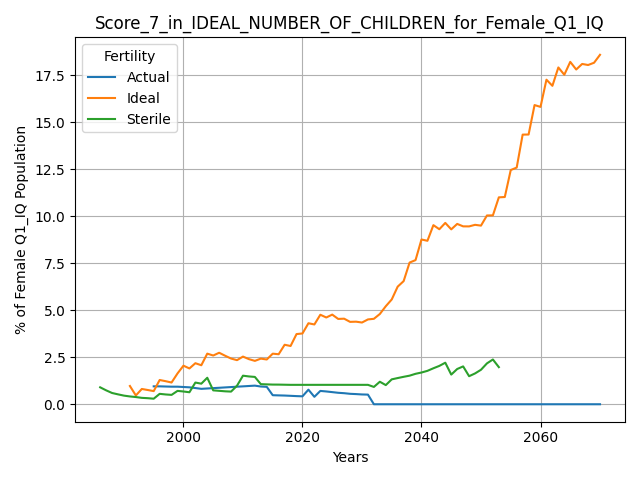 Score_7_in_IDEAL_NUMBER_OF_CHILDREN_for_Female_Q1_IQ
Fertility
Actual
Ideal
Sterile
% of Female Q1_IQ Population
17.5
15.0
12.5
10.0
7.5
5.0
2.5
0.0
2000
2020
2040
2060
Years